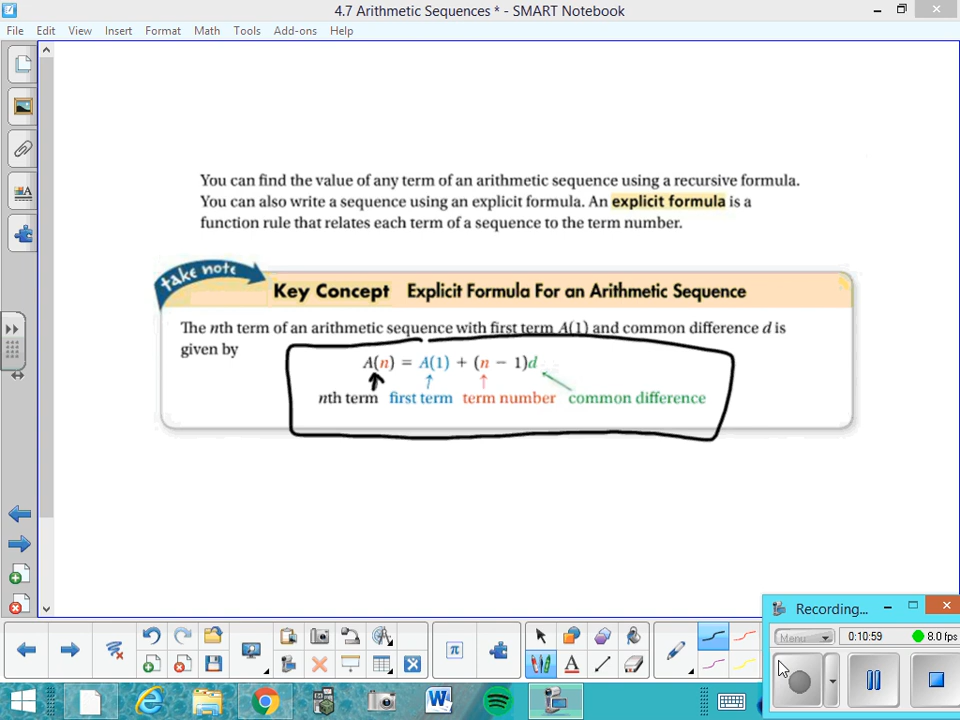 4.7 Arithmetic Sequences * - SMART Notebook
File Edit View Insert Format Math Tools Add-ons Help
You can find the value of any term of an arithmetic sequence using a recursive formula.
You can also write a sequence using an explicit formula. An explicit formula is a
function rule that relates each term of a sequence to the term number.
take note
Key Concept Explicit Formula For an Arithmetic Sequence
The nth term of an arithmetic sequence with first term A(1) and common difference d is
given by
A(n) = A(1) + (n − 1)d
nth term first term term number common difference
Recording...
Menu 0:10:59 8.0 fps